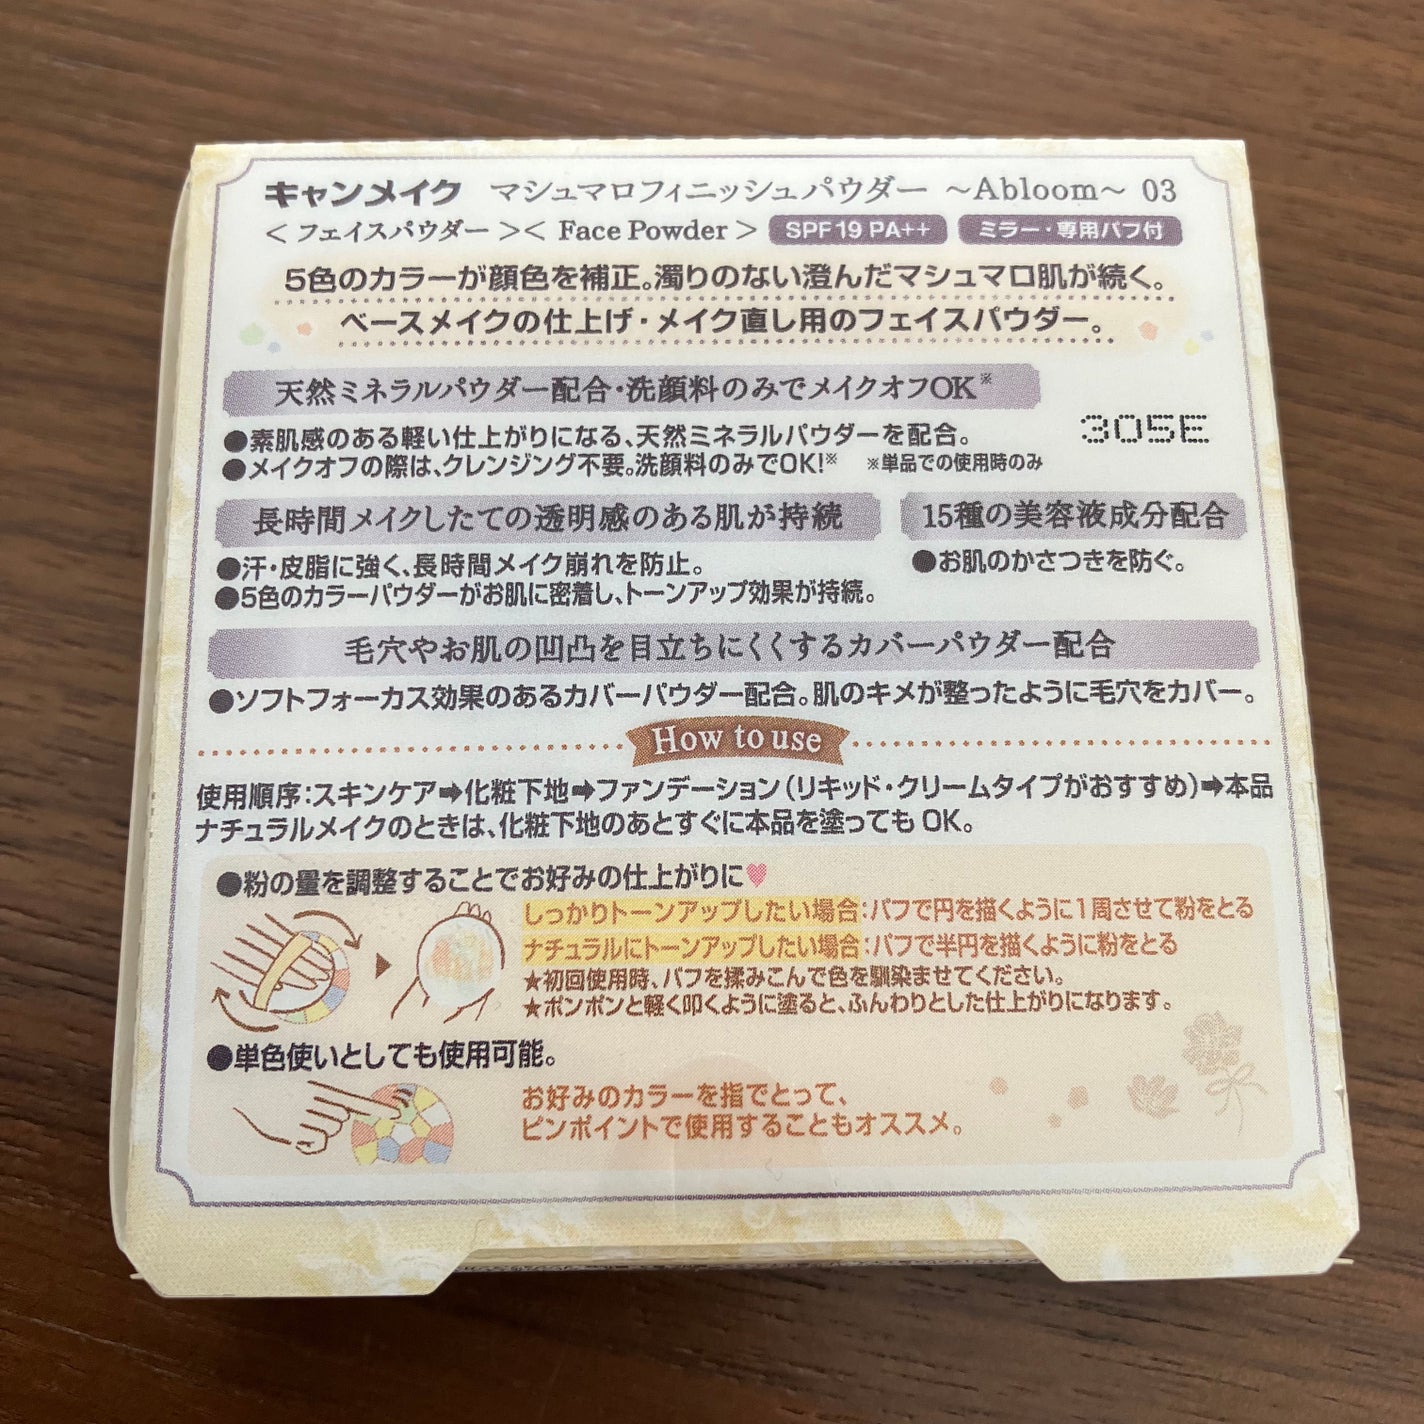 キャンメイク マシュマロフィニッシュパウダー ～Abloom～ 03
＜フェイスパウダー＞＜ Face Powder ＞ SPF19 PA++ ミラー・専用パフ付
5色のカラーが顔色を補正。濁りのない澄んだマシュマロ肌が続く。
ベースメイクの仕上げ・メイク直し用のフェイスパウダー。
天然ミネラルパウダー配合・洗顔料のみでメイクオフOK※
●素肌感のある軽い仕上がりになる、天然ミネラルパウダーを配合。
305E
●メイクオフの際は、クレンジング不要。洗顔料のみでOK!※ ※単品での使用時のみ
長時間メイクしたての透明感のある肌が持続
●汗・皮脂に強く、長時間メイク崩れを防止。
●5色のカラーパウダーがお肌に密着し、トーンアップ効果が持続。
15種の美容液成分配合
●お肌のかさつきを防ぐ。
毛穴やお肌の凹凸を目立ちにくくするカバーパウダー配合
●ソフトフォーカス効果のあるカバーパウダー配合。肌のキメが整ったように毛穴をカバー。
How to use
使用順序:スキンケア➡化粧下地➡ファンデーション(リキッド・クリームタイプがおすすめ)➡本品
ナチュラルメイクのときは、化粧下地のあとすぐに本品を塗ってもOK。
●粉の量を調整することでお好みの仕上がりに♥
しっかりトーンアップしたい場合:パフで円を描くように1周させて粉をとる
ナチュラルにトーンアップしたい場合:パフで半円を描くように粉をとる
★初回使用時、パフを揉みこんで色を馴染ませてください。
★ポンポンと軽く叩くように塗ると、ふんわりとした仕上がりになります。
●単色使いとしても使用可能。
お好みのカラーを指でとって、
ピンポイントで使用することもオススメ。